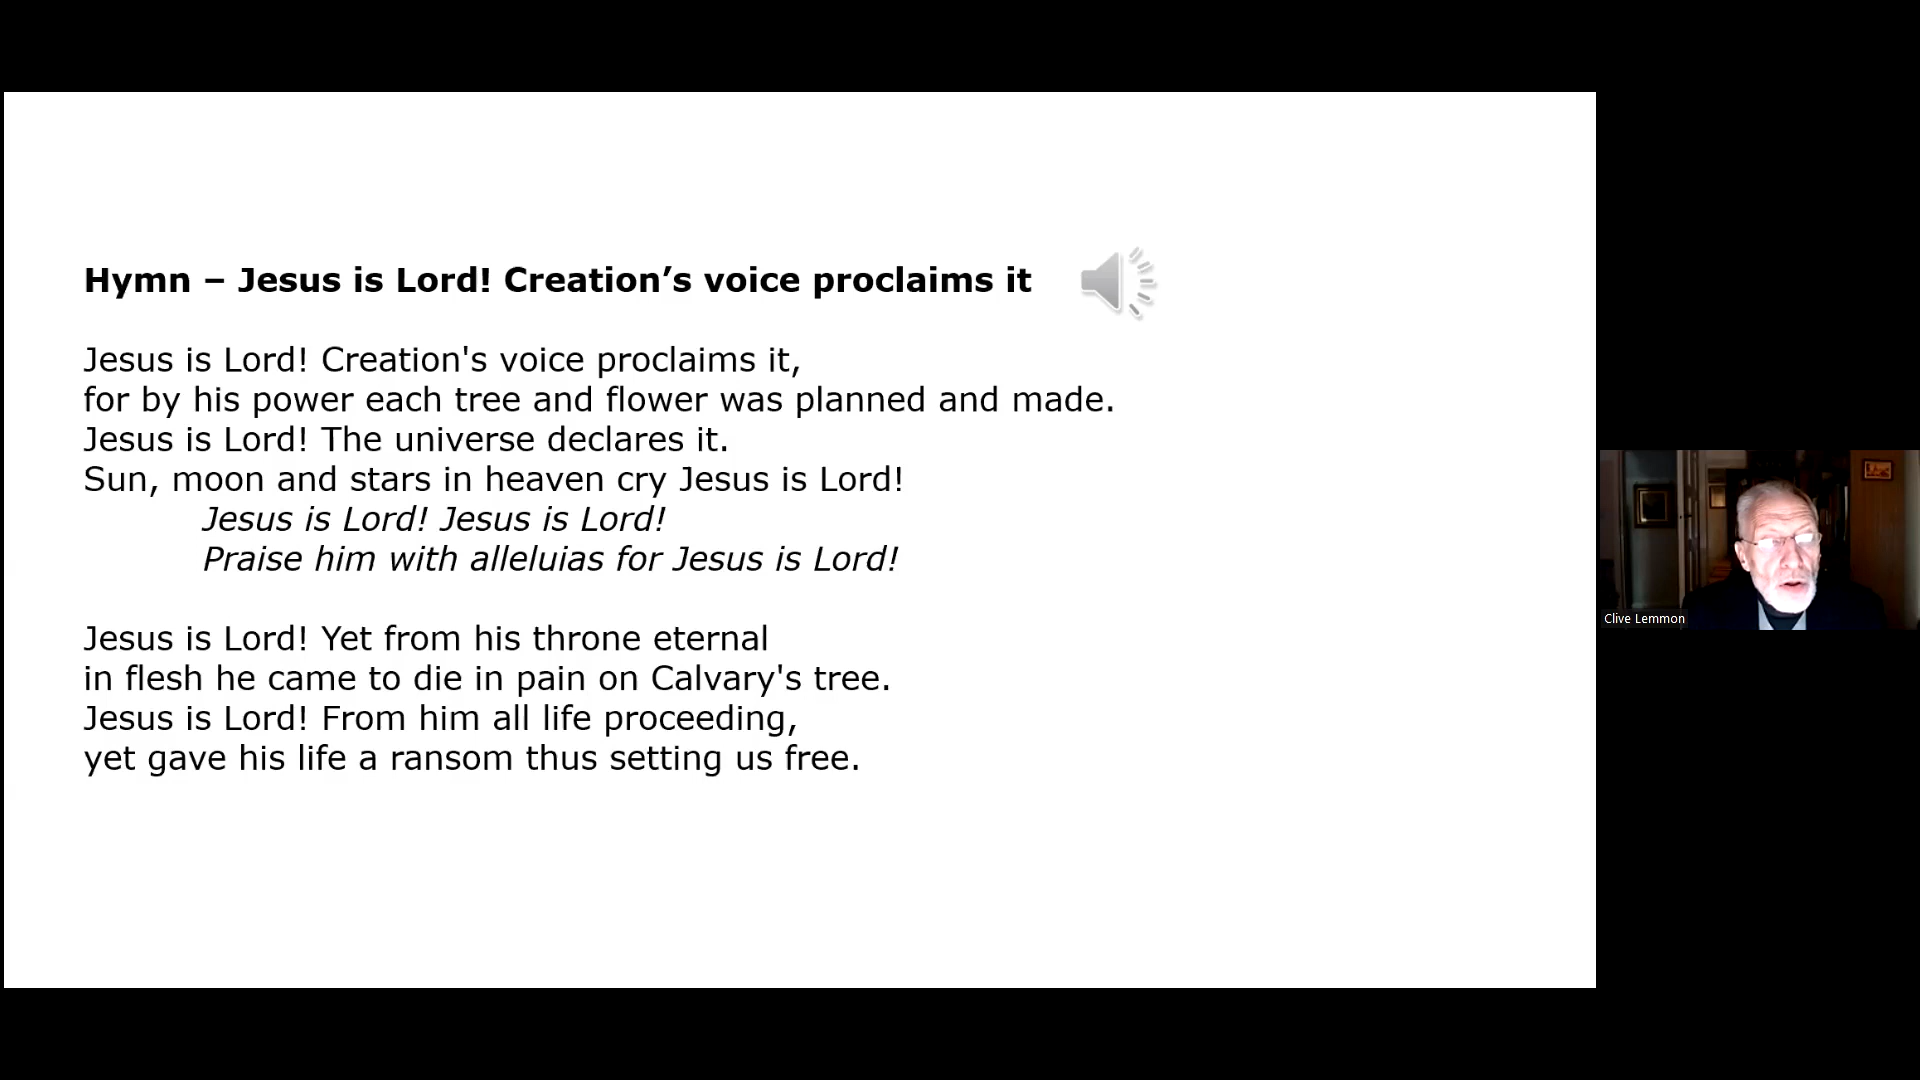 Hymn – Jesus is Lord! Creation’s voice proclaims it
Jesus is Lord! Creation's voice proclaims it,
for by his power each tree and flower was planned and made.
Jesus is Lord! The universe declares it.
Sun, moon and stars in heaven cry Jesus is Lord!
Jesus is Lord! Jesus is Lord!
Praise him with alleluias for Jesus is Lord!
Jesus is Lord! Yet from his throne eternal
in flesh he came to die in pain on Calvary's tree.
Jesus is Lord! From him all life proceeding,
yet gave his life a ransom thus setting us free.
Clive Lemmon